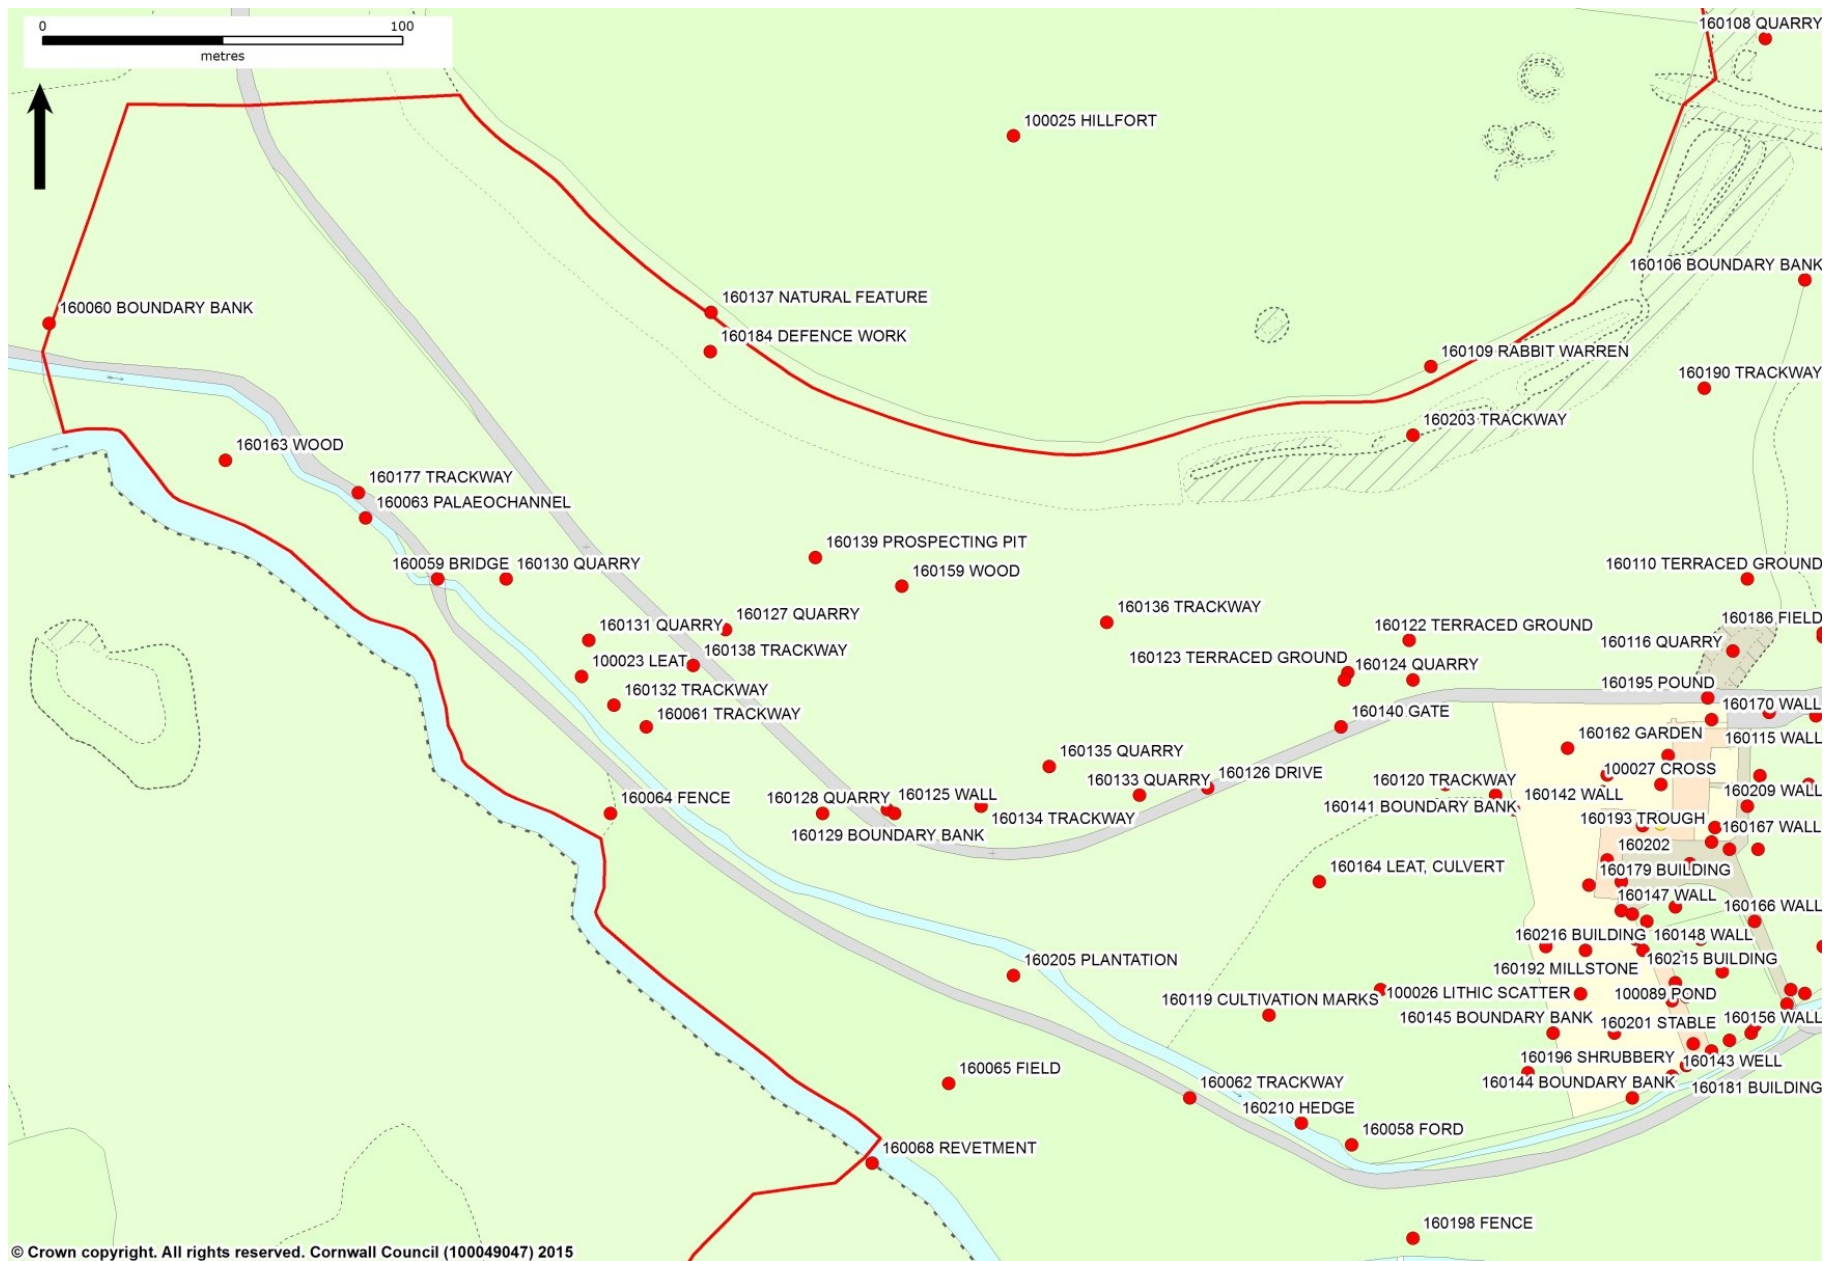 0 100
metres
160108 QUARRY
100025 HILLFORT
160106 BOUNDARY BANK
160137 NATURAL FEATURE
160060 BOUNDARY BANK
160184 DEFENCE WORK
160109 RABBIT WARREN
160190 TRACKWAY
160203 TRACKWAY
160163 WOOD
160177 TRACKWAY
160063 PALAEOCHANNEL
160139 PROSPECTING PIT
160059 BRIDGE
160130 QUARRY
160159 WOOD
160110 TERRACED GROUND
160136 TRACKWAY
160127 QUARRY
160131 QUARRY
160122 TERRACED GROUND
160186 FIELD
160116 QUARRY
160138 TRACKWAY
100023 LEAT
160123 TERRACED GROUND
160124 QUARRY
160132 TRACKWAY
160195 POUND
160061 TRACKWAY
160140 GATE
160170 WALL
160162 GARDEN
160115 WALL
160135 QUARRY
160133 QUARRY
160126 DRIVE
160120 TRACKWAY
100027 CROSS
160064 FENCE
160128 QUARRY
160125 WALL
160141 BOUNDARY BANK
160142 WALL
160209 WALL
160134 TRACKWAY
160193 TROUGH
160129 BOUNDARY BANK
160167 WALL
160202
160164 LEAT, CULVERT
160179 BUILDING
160147 WALL
160166 WALL
160216 BUILDING
160148 WALL
160205 PLANTATION
160215 BUILDING
160192 MILLSTONE
100026 LITHIC SCATTER
100089 POND
160119 CULTIVATION MARKS
160145 BOUNDARY BANK
160201 STABLE
160156 WALL
160196 SHRUBBERY
160143 WELL
160065 FIELD
160062 TRACKWAY
160144 BOUNDARY BANK
160181 BUILDING
160210 HEDGE
160058 FORD
160068 REVETMENT
160198 FENCE
© Crown copyright. All rights reserved. Cornwall Council (100049047) 2015